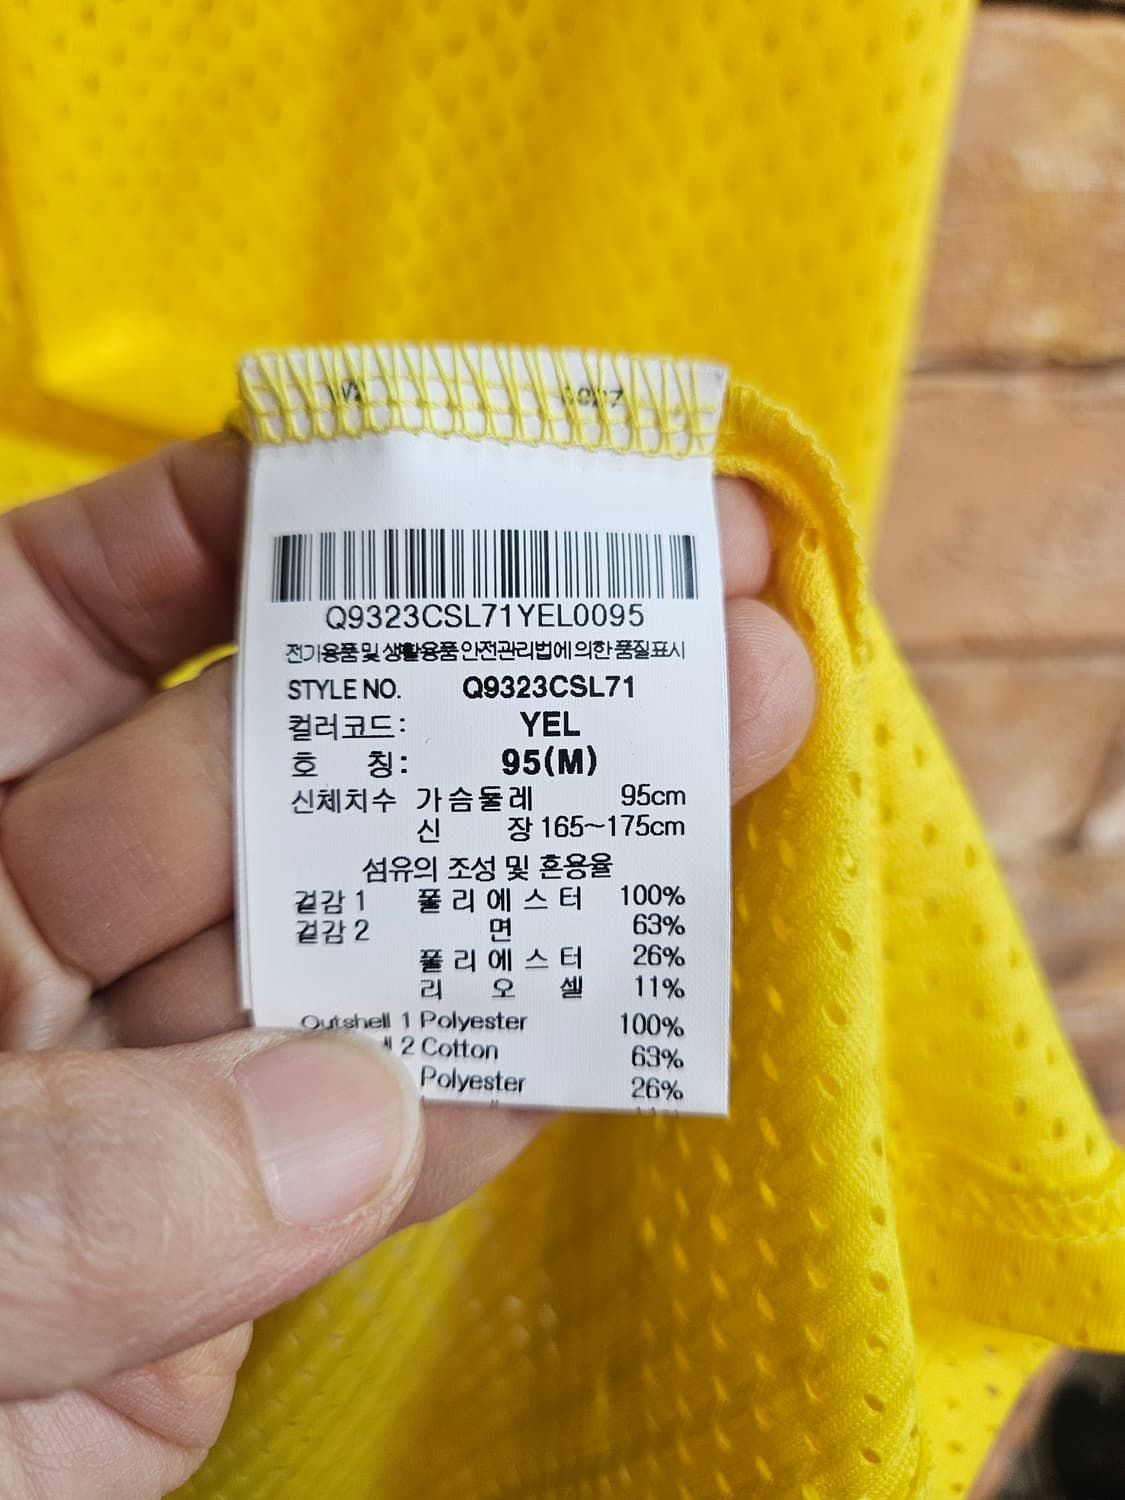 Q9323CSL71YEL0095
전기용품 및 생활용품 안전관리법에 의한 품질표시
STYLE NO. Q9323CSL71
컬러코드: YEL
호 칭: 95(M)
신체치수 가슴둘레 95cm
신 장 165~175cm
섬유의 조성 및 혼용율
겉감 1 폴리에스터 100%
겉감 2 면 63%
폴리에스터 26%
리오셀 11%
Outshell 1 Polyester 100%
2 Cotton 63%
Polyester 26%